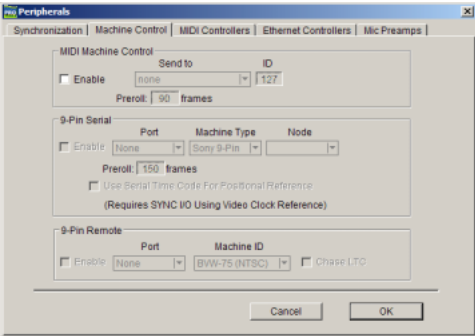 Peripherals
Synchronization Machine Control MIDI Controllers Ethernet Controllers Mic Preamps
MIDI Machine Control
Send to ID
Enable none 127
Preroll: 90 frames
9-Pin Serial
Port Machine Type Node
Enable None Sony 9-Pin
Preroll: 150 frames
Use Serial Time Code For Positional Reference
(Requires SYNC I/O Using Video Clock Reference)
9-Pin Remote
Port Machine ID
Enable None BVW-75 (NTSC) Chase LTC
Cancel OK